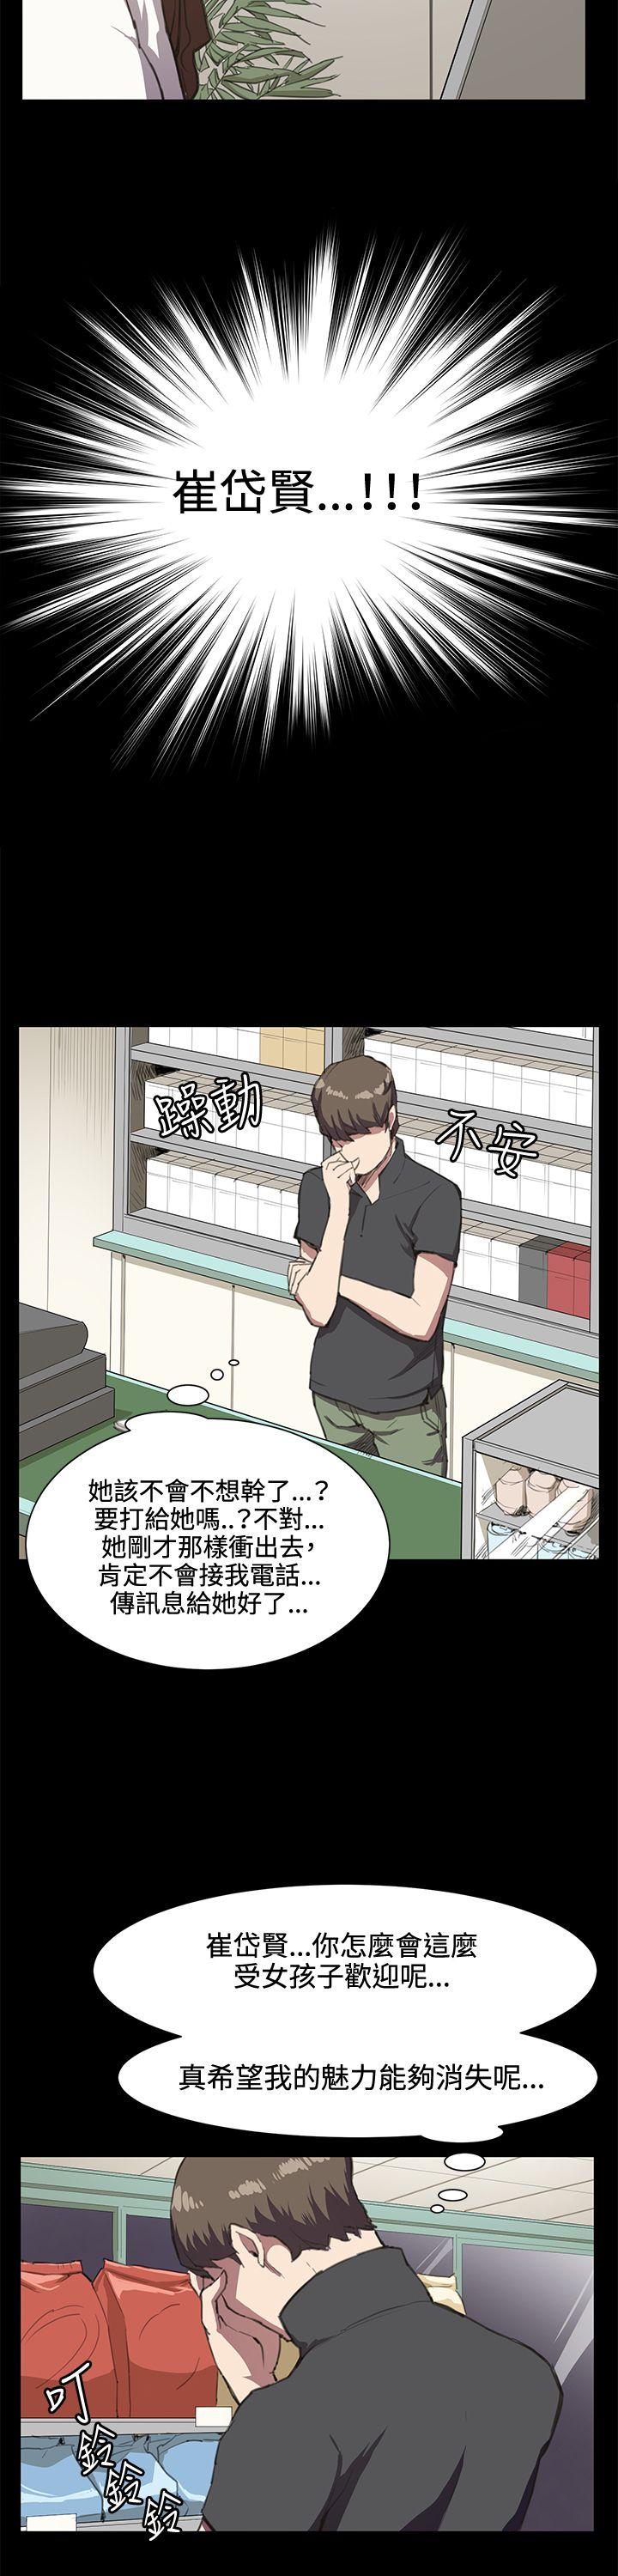 崔岱賢...!!!
躁動
不安
她該不會不想幹了...?
要打給她嗎..?不對...
她剛才那樣衝出去,
肯定不會接我電話...
傳訊息給她好了...
崔岱賢...你怎麼會這麼
受女孩子歡迎呢...
真希望我的魅力能夠消失呢...
叮鈴鈴鈴